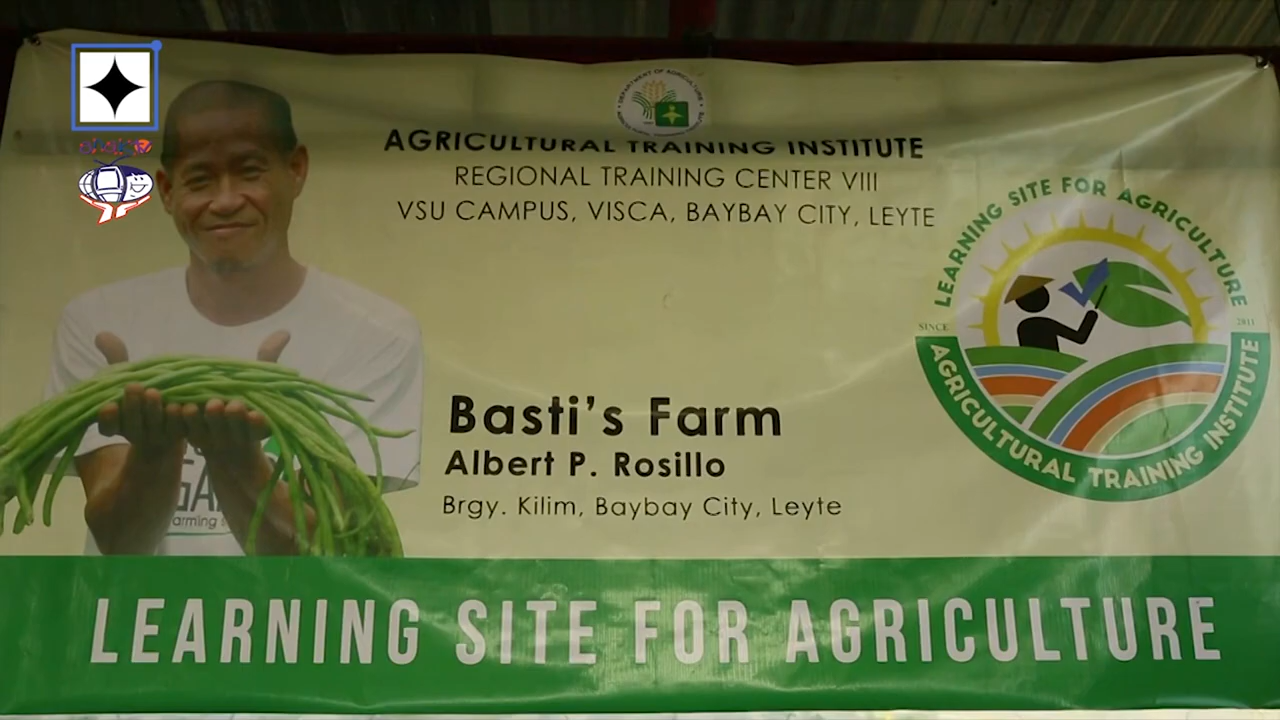 AGRICULTURAL TRAINING INSTITUTE
REGIONAL TRAINING CENTER VIII
VSU CAMPUS, VISCA, BAYBAY CITY, LEYTE
LEARNING SITE FOR AGRICULTURE
SINCE 2011
AGRICULTURAL TRAINING INSTITUTE
Basti's Farm
Albert P. Rosillo
Brgy. Kilim, Baybay City, Leyte
LEARNING SITE FOR AGRICULTURE